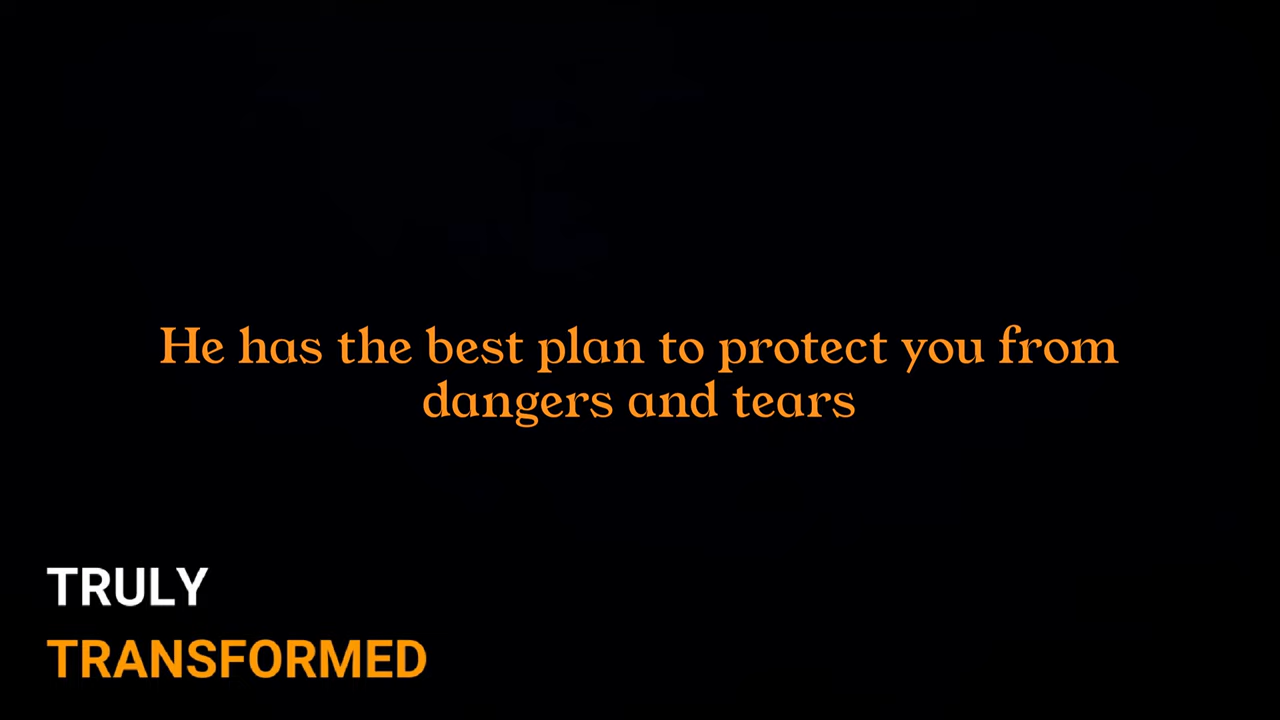 He has the best plan to protect you from
dangers and tears
TRULY
TRANSFORMED